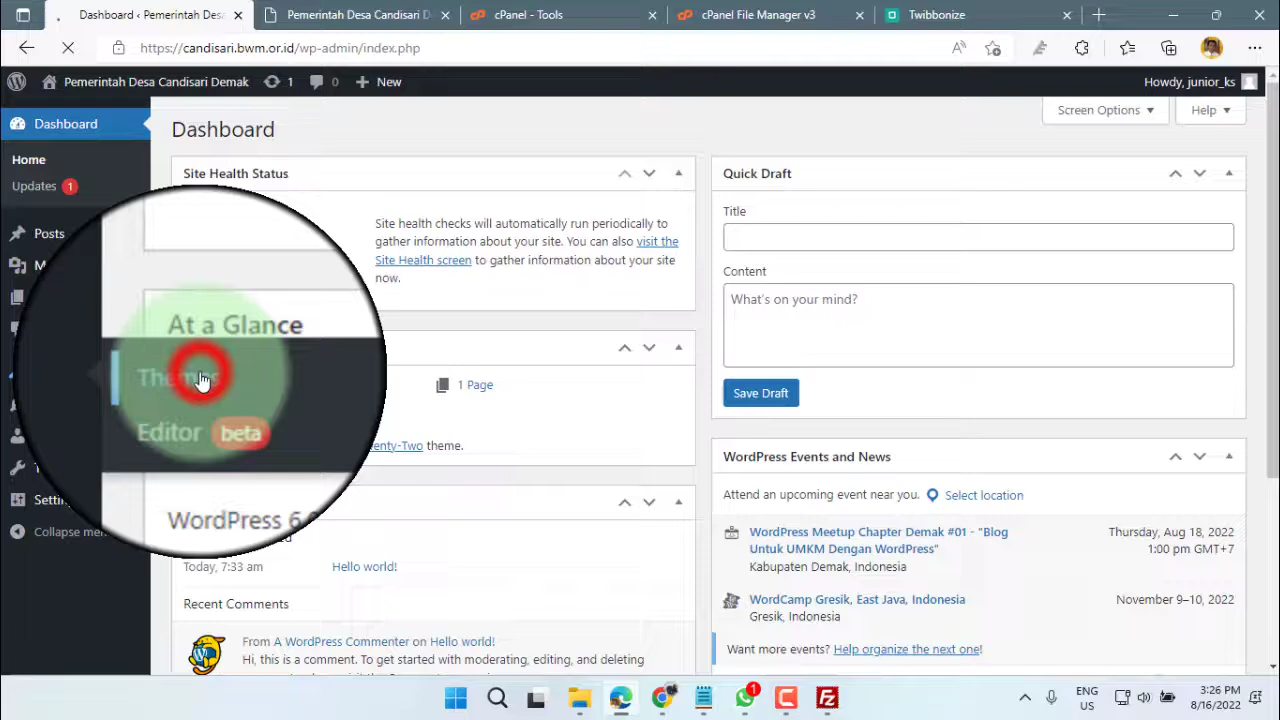 Dashboard ‹ Pemerintah Desa
Pemerintah Desa Candisari D
cPanel - Tools
cPanel File Manager v3
Twibbonize
https://candisari.bwm.or.id/wp-admin/index.php
Pemerintah Desa Candisari Demak
1
0
New
Howdy, junior_ks
Dashboard
Dashboard
Screen Options
Help
Home
Updates 1
Site Health Status
Quick Draft
Posts
Site health checks will automatically run periodically to
gather information about your site. You can also visit the
Site Health screen to gather information about your site
now.
Title
Content
What's on your mind?
At a Glance
Themes
Editor beta
1 Page
Save Draft
enty-Two theme.
WordPress Events and News
Attend an upcoming event near you. Select location
Settin
Collapse men
WordPress 6
WordPress Meetup Chapter Demak #01 - "Blog
Untuk UMKM Dengan WordPress"
Thursday, Aug 18, 2022
1:00 pm GMT+7
Kabupaten Demak, Indonesia
Today, 7:33 am
Hello world!
WordCamp Gresik, East Java, Indonesia
November 9–10, 2022
Gresik, Indonesia
Recent Comments
From A WordPress Commenter on Hello world!
Hi, this is a comment. To get started with moderating, editing, and deleting
Want more events? Help organize the next one!
1
ENG
US
3:26 PM
8/16/2022